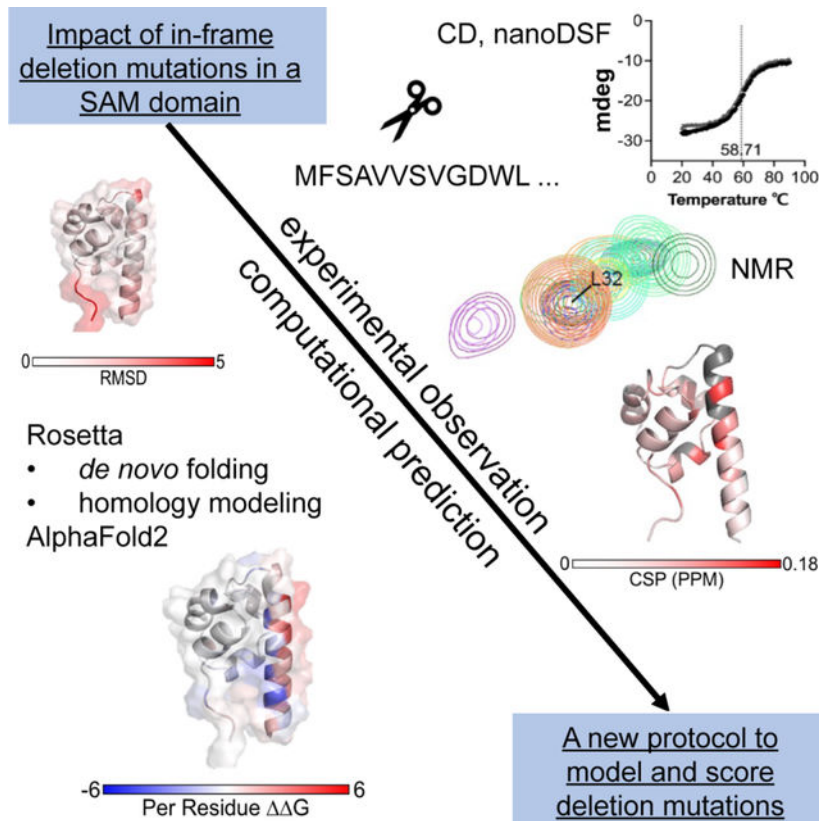 Impact of in-frame
deletion mutations in a
SAM domain
CD, nanoDSF
mdeg
-10
-20
-30
58.71
0 20 40 60 80 100
Temperature °C
MFSAVVSVGDWL ...
experimental observation
computational prediction
L32
NMR
0 5
RMSD
Rosetta
• de novo folding
• homology modeling
AlphaFold2
0 0.18
CSP (PPM)
-6 6
Per Residue ΔΔG
A new protocol to
model and score
deletion mutations